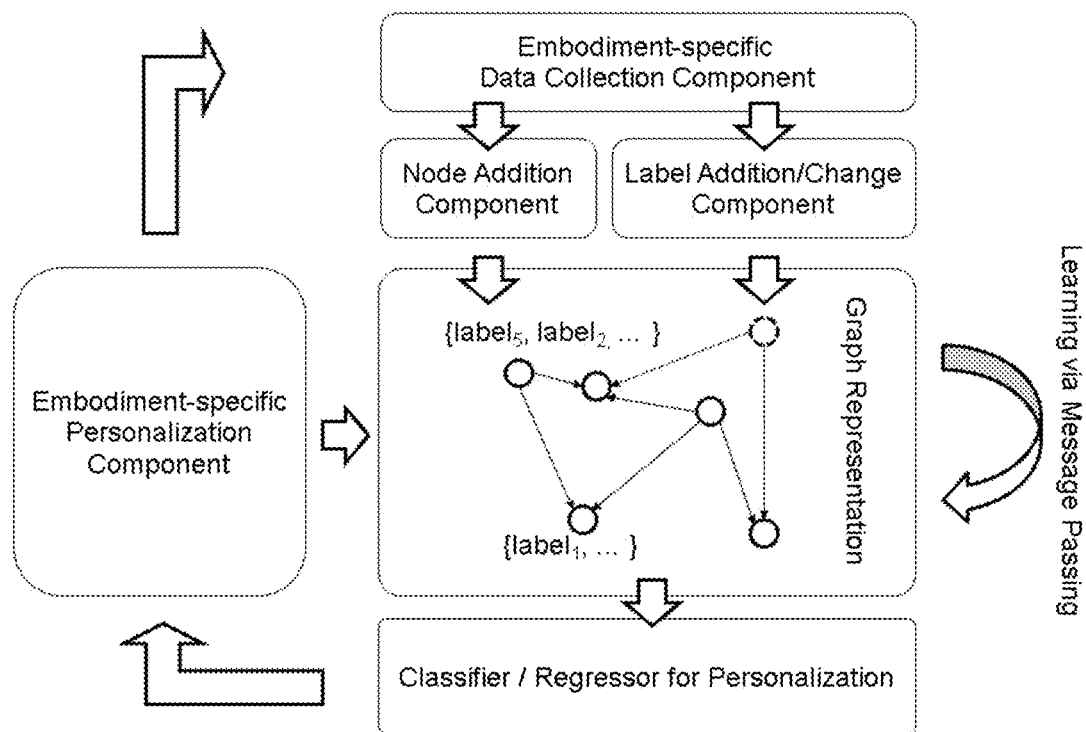 Embodiment-specific
Data Collection Component
Node Addition
Component
Label Addition/Change
Component
Embodiment-specific
Personalization
Component
{label₅, label₂, ... }
{label₁, ... }
Graph Representation
Learning via Message Passing
Classifier / Regressor for Personalization